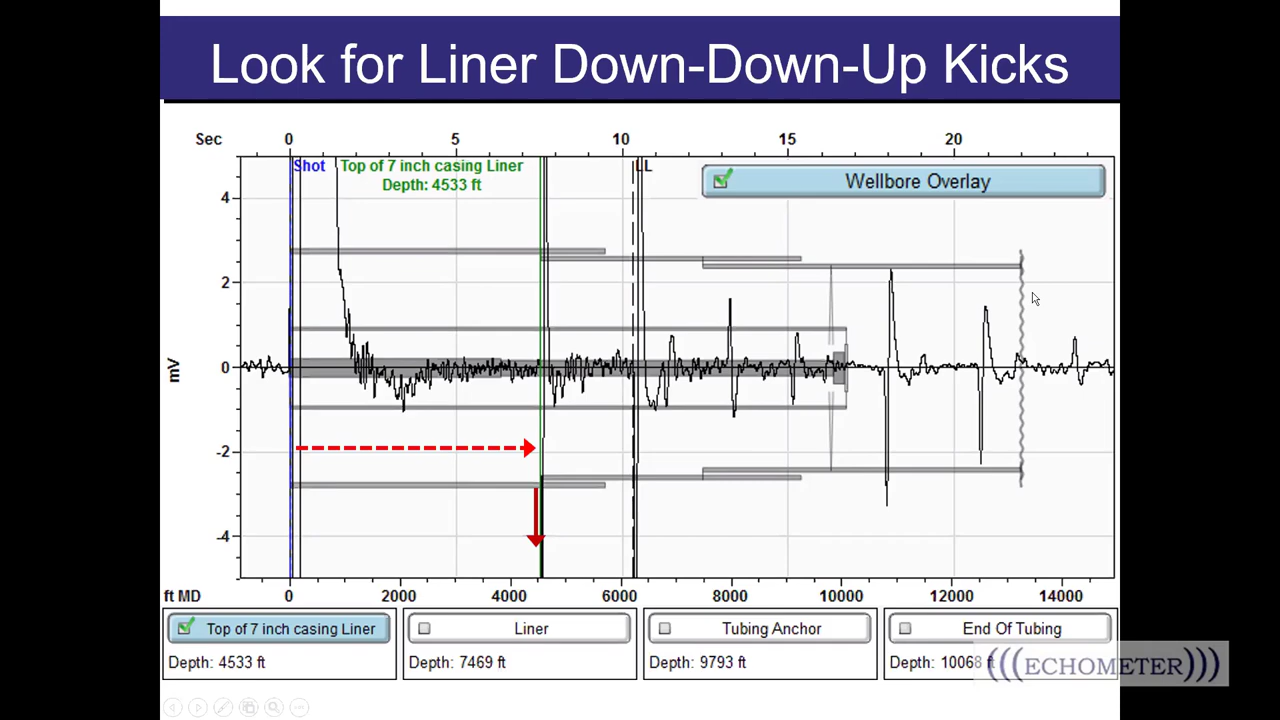 Look for Liner Down-Down-Up Kicks
Sec 0 5 10 15 20
Shot Top of 7 inch casing Liner LL
Depth: 4533 ft
Wellbore Overlay
4
2
0
-2
-4
mV
ft MD 0 2000 4000 6000 8000 10000 12000 14000
Top of 7 inch casing Liner Liner Tubing Anchor End Of Tubing
Depth: 4533 ft Depth: 7469 ft Depth: 9793 ft Depth: 10068 ft
(((ECHOMETER)))